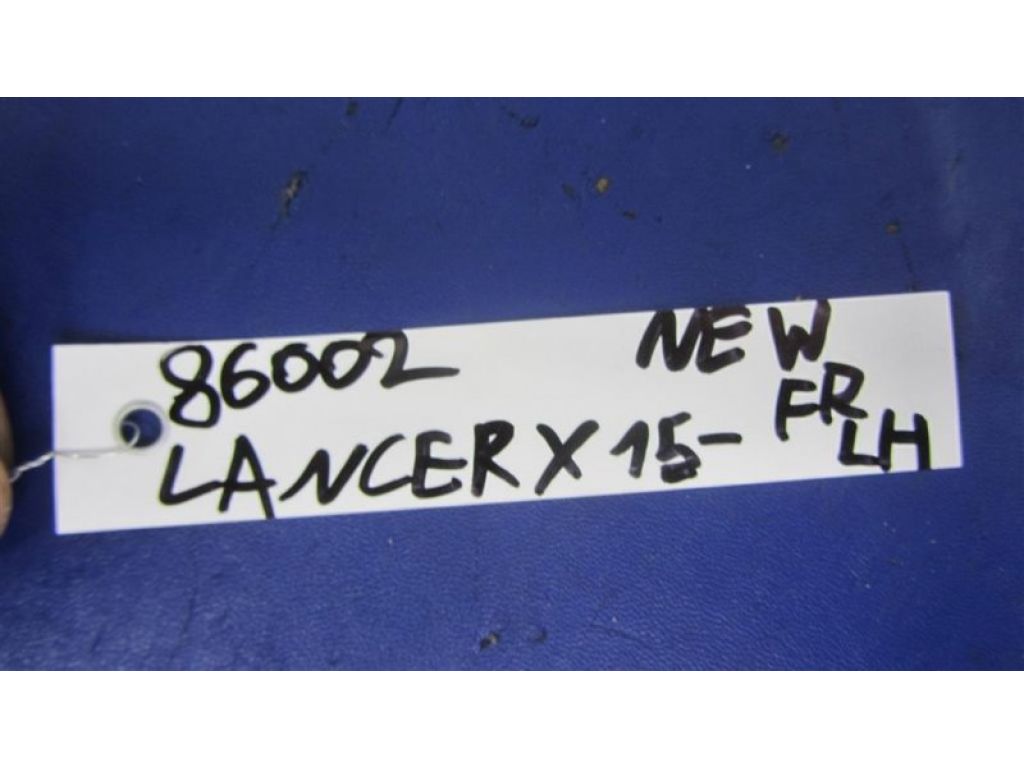 86002 NEW
LANCER X 15- FR
LH